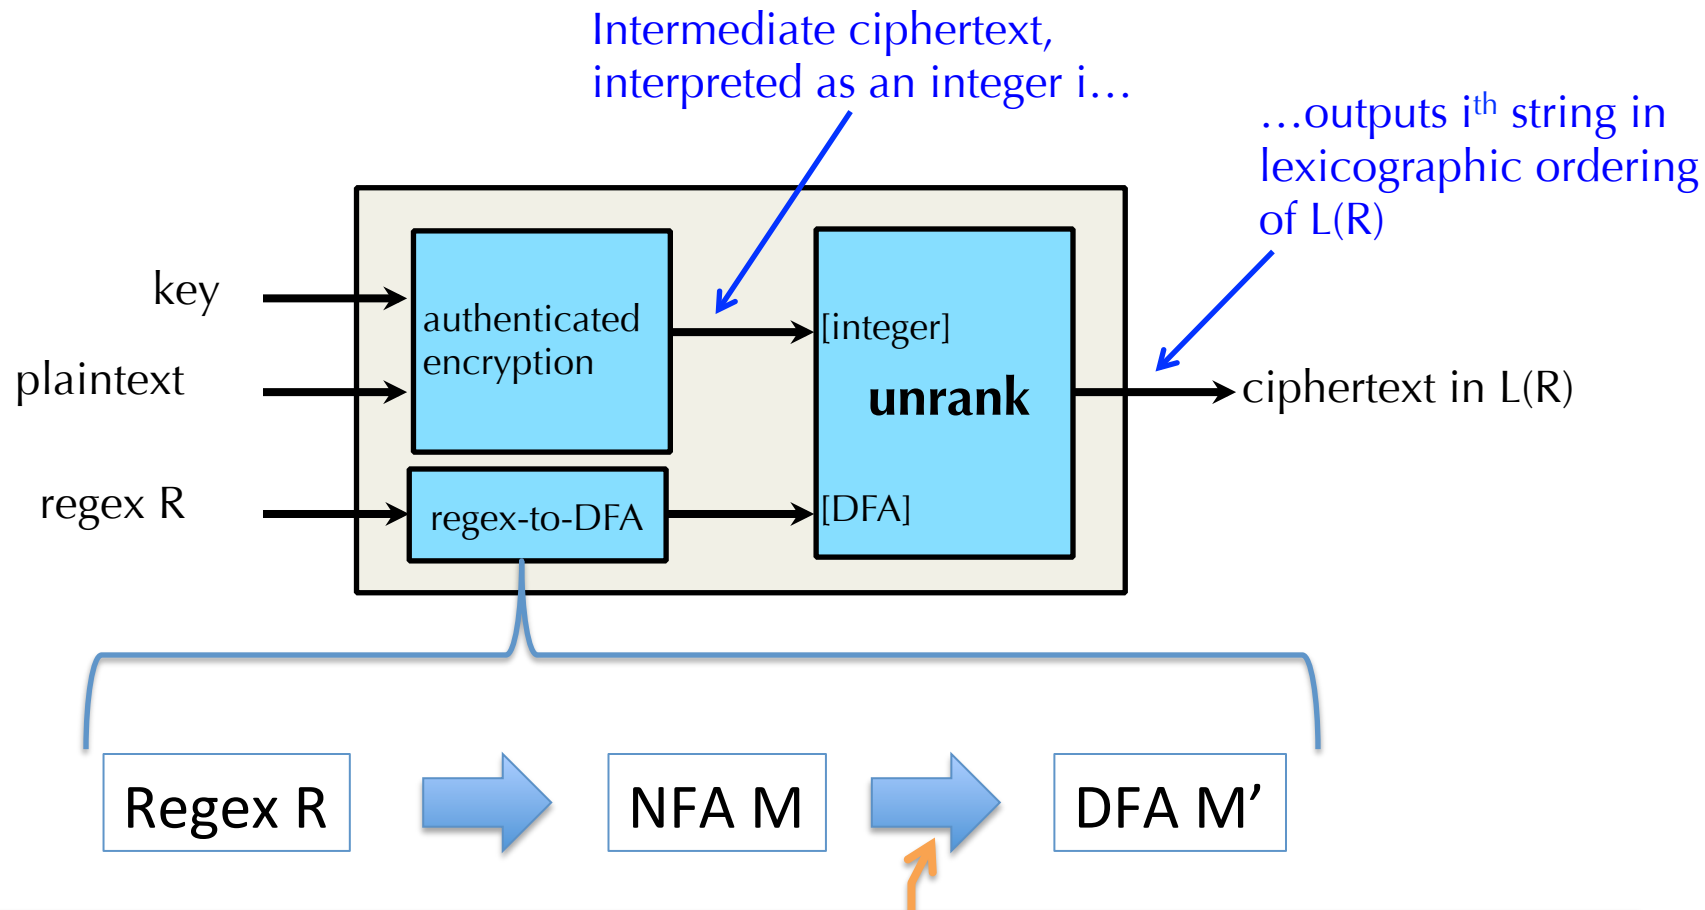 Intermediate ciphertext,
interpreted as an integer i…
…outputs ith string in
lexicographic ordering
of L(R)
key
plaintext
regex R
authenticated
encryption
regex-to-DFA
[integer]
unrank
[DFA]
ciphertext in L(R)
Regex R
NFA M
DFA M’